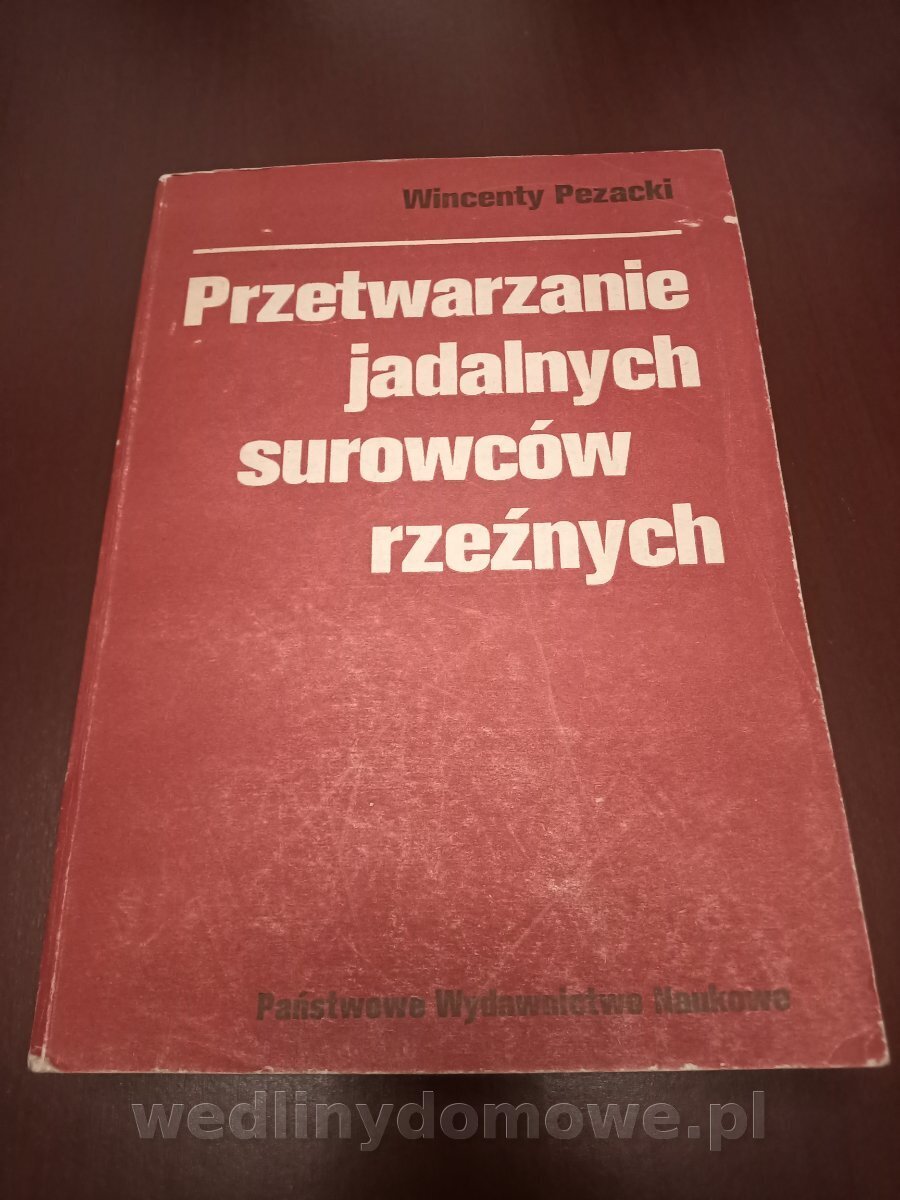 Wincenty Pezacki
Przetwarzanie
jadalnych
surowców
rzeźnych
Państwowe Wydawnictwo Naukowe
wedlinydomowe.pl